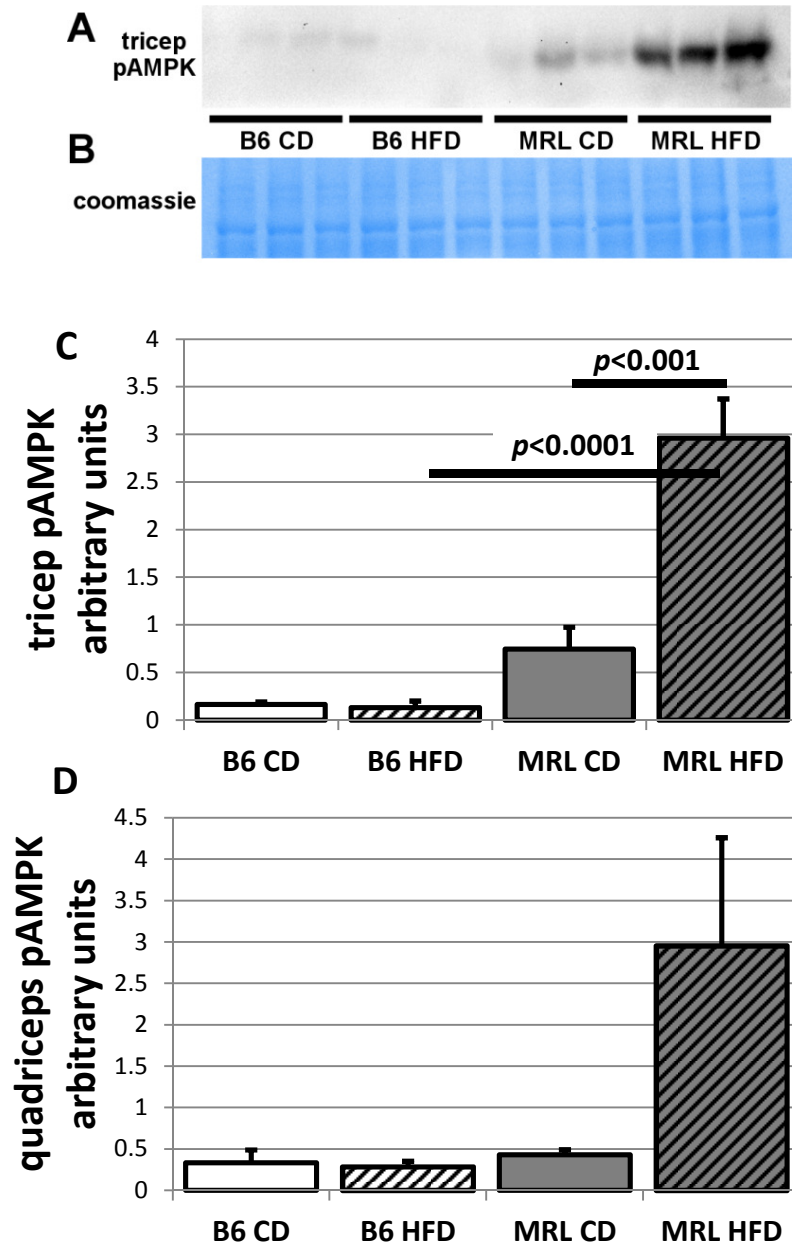 A
tricep
pAMPK
B6 CD B6 HFD MRL CD MRL HFD
B
coomassie
C
tricep pAMPK
arbitrary units
4
3.5
3
2.5
2
1.5
1
0.5
0
p<0.001
p<0.0001
B6 CD B6 HFD MRL CD MRL HFD
D
quadriceps pAMPK
arbitrary units
4.5
4
3.5
3
2.5
2
1.5
1
0.5
0
B6 CD B6 HFD MRL CD MRL HFD